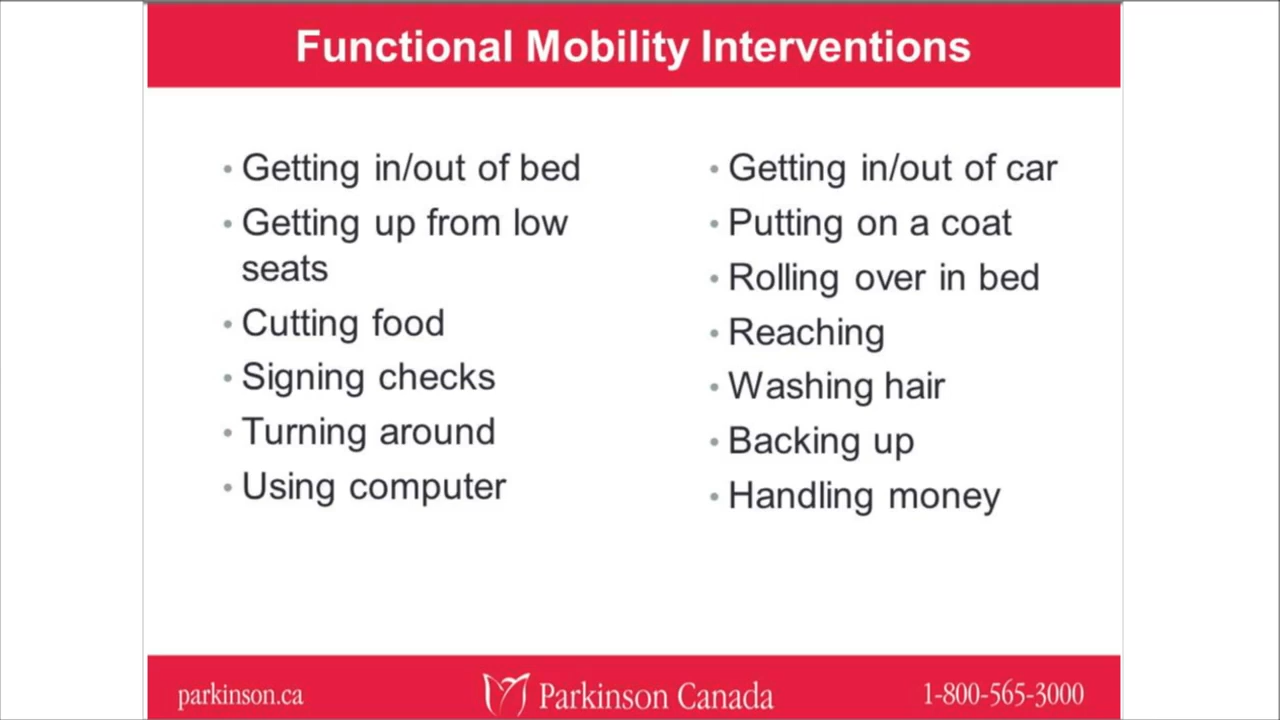 Functional Mobility Interventions
• Getting in/out of bed
• Getting up from low
seats
• Cutting food
• Signing checks
• Turning around
• Using computer
• Getting in/out of car
• Putting on a coat
• Rolling over in bed
• Reaching
• Washing hair
• Backing up
• Handling money
parkinson.ca
Parkinson Canada
1-800-565-3000